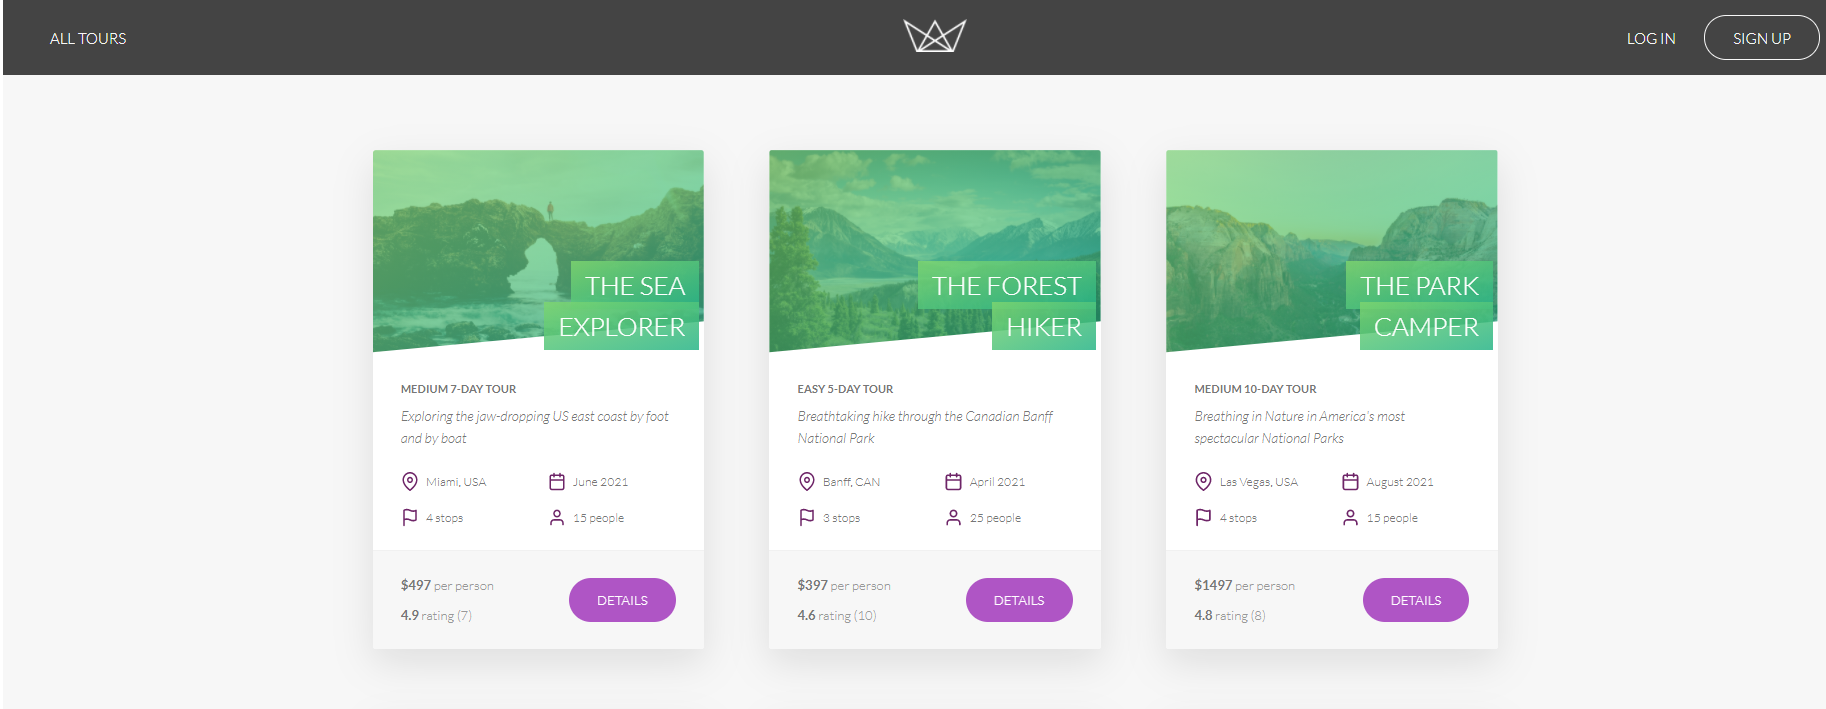 ALL TOURS
LOG IN
SIGN UP
THE SEA
EXPLORER
MEDIUM 7-DAY TOUR
Exploring the jaw-dropping US east coast by foot
and by boat
Miami, USA
June 2021
4 stops
15 people
$497 per person
4.9 rating (7)
DETAILS
THE FOREST
HIKER
EASY 5-DAY TOUR
Breathtaking hike through the Canadian Banff
National Park
Banff, CAN
April 2021
3 stops
25 people
$397 per person
4.6 rating (10)
DETAILS
THE PARK
CAMPER
MEDIUM 10-DAY TOUR
Breathing in Nature in America's most
spectacular National Parks
Las Vegas, USA
August 2021
4 stops
15 people
$1497 per person
4.8 rating (8)
DETAILS